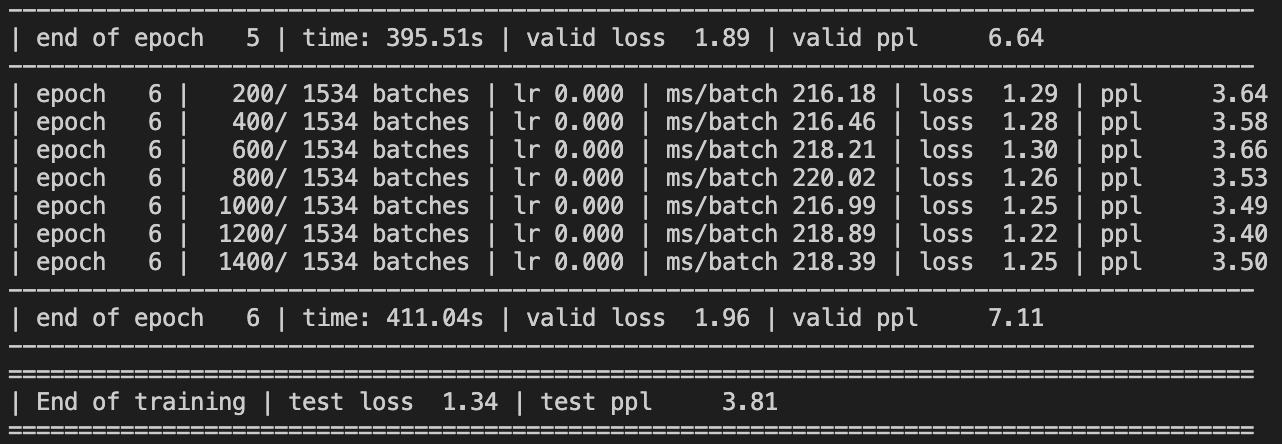 -----------------------------------------------------------------------------------------
| end of epoch   5 | time: 395.51s | valid loss  1.89 | valid ppl     6.64
-----------------------------------------------------------------------------------------
| epoch   6 |   200/ 1534 batches | lr 0.000 | ms/batch 216.18 | loss  1.29 | ppl     3.64
| epoch   6 |   400/ 1534 batches | lr 0.000 | ms/batch 216.46 | loss  1.28 | ppl     3.58
| epoch   6 |   600/ 1534 batches | lr 0.000 | ms/batch 218.21 | loss  1.30 | ppl     3.66
| epoch   6 |   800/ 1534 batches | lr 0.000 | ms/batch 220.02 | loss  1.26 | ppl     3.53
| epoch   6 |  1000/ 1534 batches | lr 0.000 | ms/batch 216.99 | loss  1.25 | ppl     3.49
| epoch   6 |  1200/ 1534 batches | lr 0.000 | ms/batch 218.89 | loss  1.22 | ppl     3.40
| epoch   6 |  1400/ 1534 batches | lr 0.000 | ms/batch 218.39 | loss  1.25 | ppl     3.50
-----------------------------------------------------------------------------------------
| end of epoch   6 | time: 411.04s | valid loss  1.96 | valid ppl     7.11
-----------------------------------------------------------------------------------------
=========================================================================================
| End of training | test loss  1.34 | test ppl     3.81
=========================================================================================